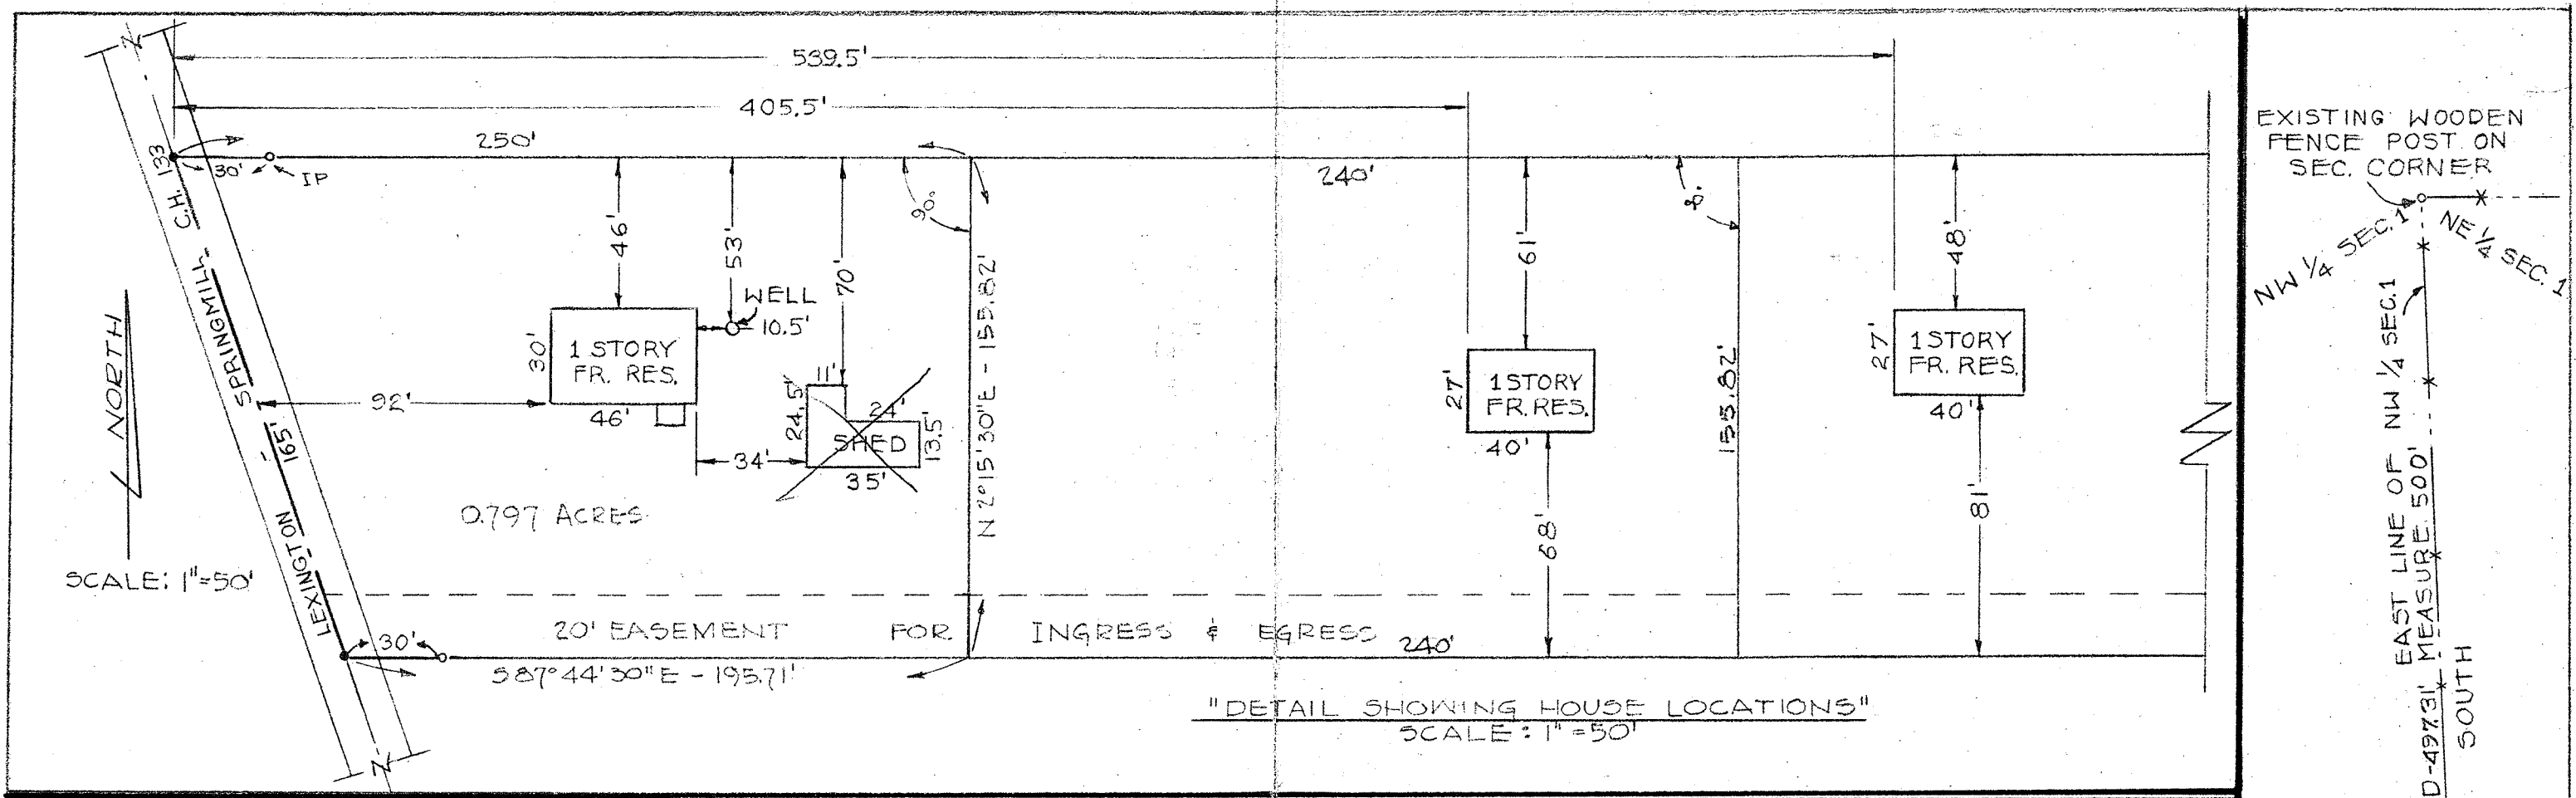 539.5'
405.5'
250'
30'
IP
240'
C.H. 133
LEXINGTON SPRINGMILL
165'
NORTH
SCALE: 1"=50'
46'
53'
WELL
10.5'
70'
90°
N 2°15'30"E - 155.82'
30'
1 STORY
FR. RES.
46'
92'
34'
11'
24.5'
24'
SHED
13.5'
35'
0.797 ACRES
61'
27'
1 STORY
FR. RES.
40'
68'
155.82'
48'
27'
1 STORY
FR. RES.
40'
81'
20' EASEMENT FOR INGRESS & EGRESS
30'
240'
S 87°44'30"E - 195.71'
"DETAIL SHOWING HOUSE LOCATIONS"
SCALE: 1"=50'
EXISTING WOODEN
FENCE POST ON
SEC. CORNER
NW 1/4 SEC. 1
NE 1/4 SEC. 1
EAST LINE OF NW 1/4 SEC. 1
D-497.31' MEASURE 500'
SOUTH